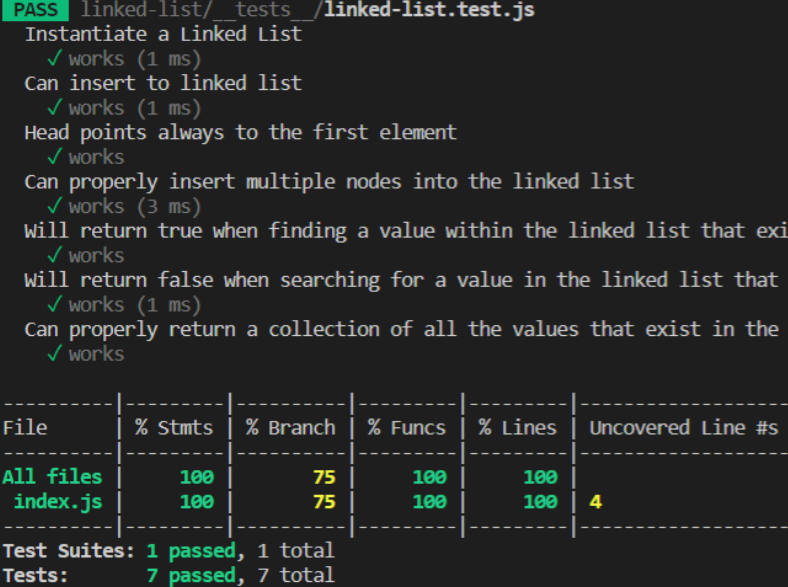 PASS linked-list/__tests__/linked-list.test.js
Instantiate a Linked List
✓ works (1 ms)
Can insert to linked list
✓ works (1 ms)
Head points always to the first element
✓ works
Can properly insert multiple nodes into the linked list
✓ works (3 ms)
Will return true when finding a value within the linked list that exi
✓ works
Will return false when searching for a value in the linked list that
✓ works (1 ms)
Can properly return a collection of all the values that exist in the
✓ works
----------|---------|----------|---------|---------|-------------------
File | % Stmts | % Branch | % Funcs | % Lines | Uncovered Line #s
----------|---------|----------|---------|---------|-------------------
All files | 100 | 75 | 100 | 100 |
index.js | 100 | 75 | 100 | 100 | 4
----------|---------|----------|---------|---------|-------------------
Test Suites: 1 passed, 1 total
Tests: 7 passed, 7 total